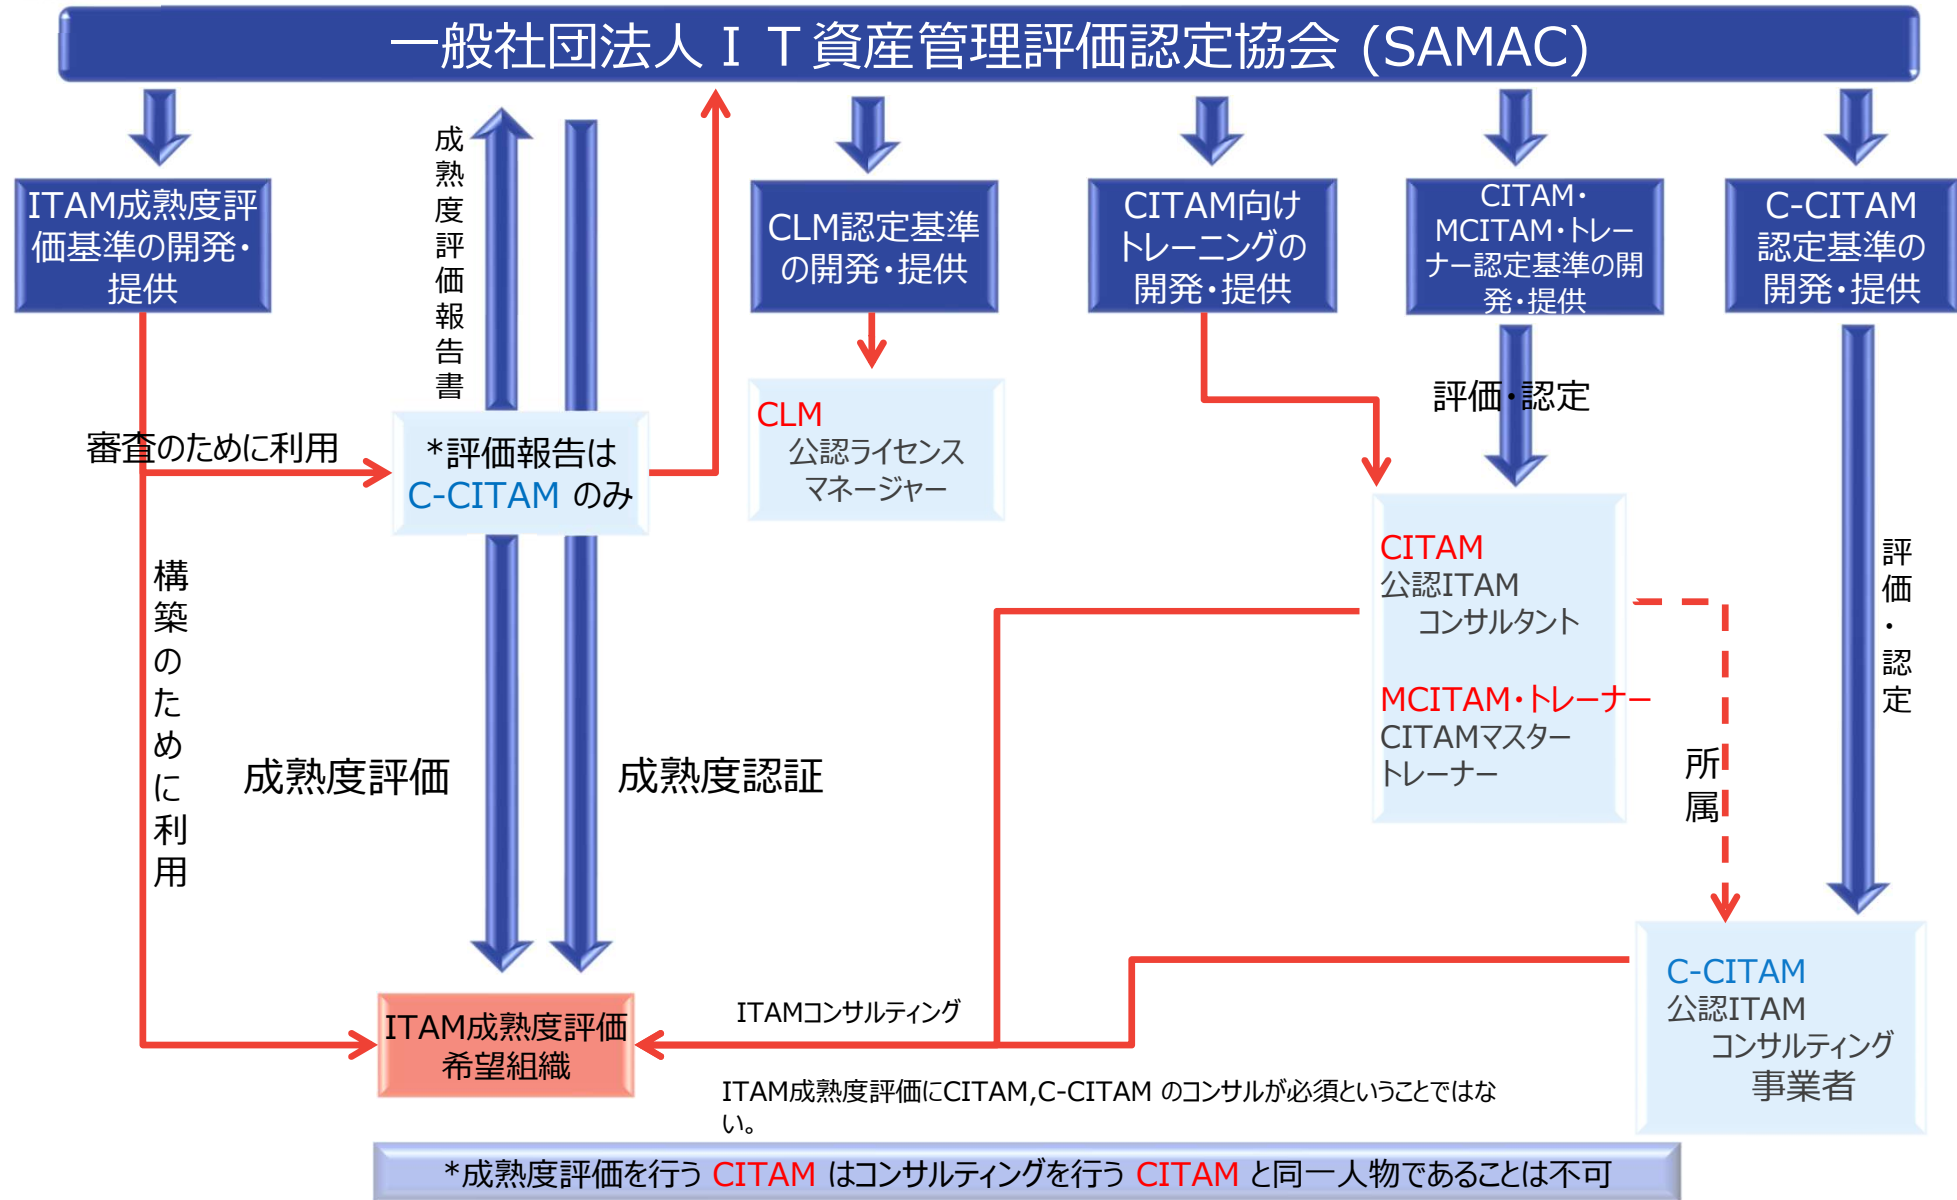 一般社団法人ＩＴ資産管理評価認定協会 (SAMAC)
ITAM成熟度評
価基準の開発・
提供
成熟度評価報告書
CLM認定基準
の開発・提供
CITAM向け
トレーニングの
開発・提供
CITAM・
MCITAM・トレー
ナー認定基準の開
発・提供
C-CITAM
認定基準の
開発・提供
審査のために利用
*評価報告は
C-CITAM のみ
CLM
公認ライセンス
マネージャー
評価・認定
構築のために利用
成熟度評価
成熟度認証
CITAM
公認ITAM
コンサルタント
MCITAM・トレーナー
CITAMマスター
トレーナー
評価・認定
所属
ITAM成熟度評価
希望組織
ITAMコンサルティング
C-CITAM
公認ITAM
コンサルティング
事業者
ITAM成熟度評価にCITAM,C-CITAM のコンサルが必須ということではな
い。
*成熟度評価を行う CITAM はコンサルティングを行う CITAM と同一人物であることは不可